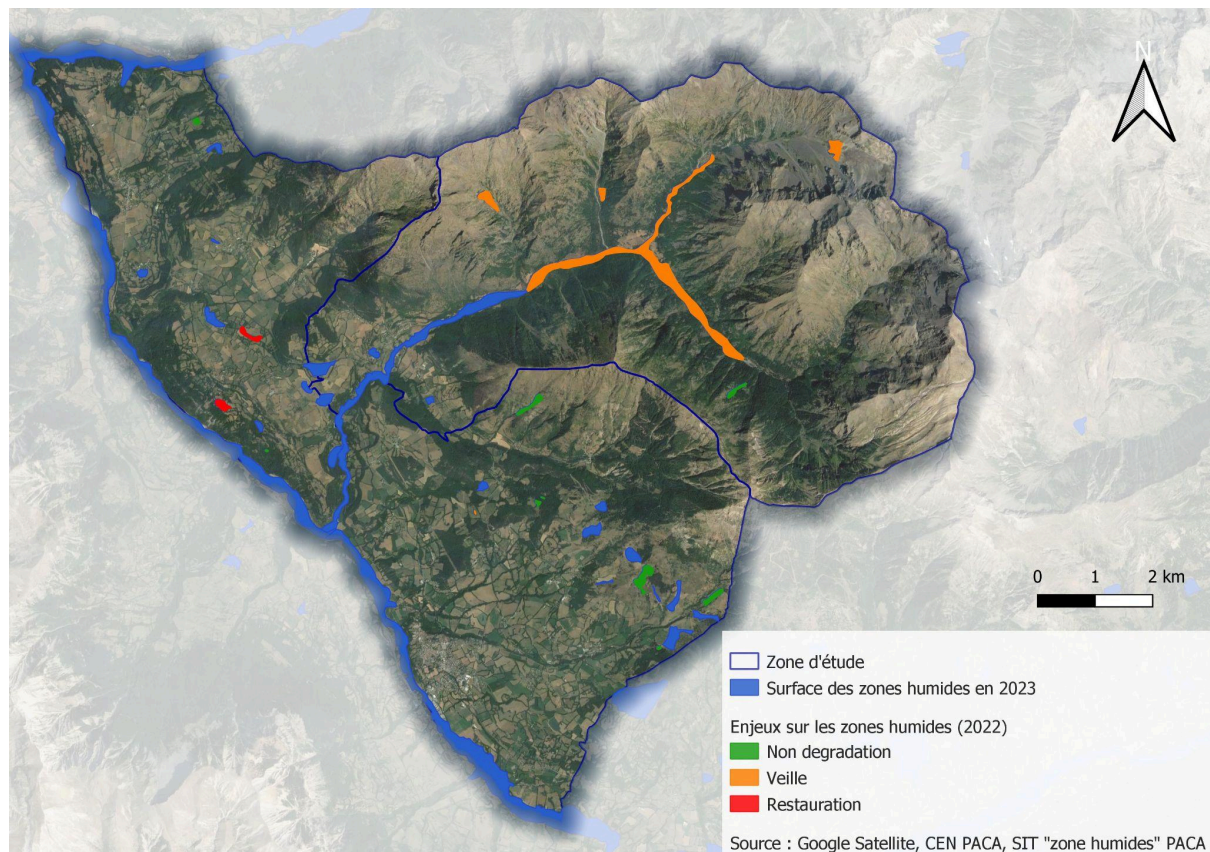 N
0 1 2 km
Zone d'étude
Surface des zones humides en 2023
Enjeux sur les zones humides (2022)
Non degradation
Veille
Restauration
Source : Google Satellite, CEN PACA, SIT "zone humides" PACA